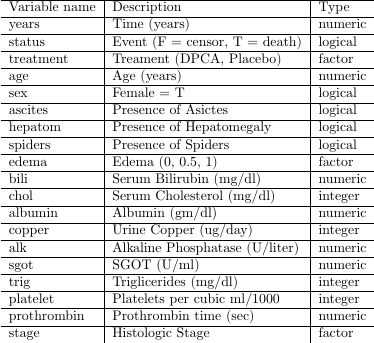 Variable name Description Type
years Time (years) numeric
status Event (F = censor, T = death) logical
treatment Treament (DPCA, Placebo) factor
age Age (years) numeric
sex Female = T logical
ascites Presence of Asictes logical
hepatom Presence of Hepatomegaly logical
spiders Presence of Spiders logical
edema Edema (0, 0.5, 1) factor
bili Serum Bilirubin (mg/dl) numeric
chol Serum Cholesterol (mg/dl) integer
albumin Albumin (gm/dl) numeric
copper Urine Copper (ug/day) integer
alk Alkaline Phosphatase (U/liter) numeric
sgot SGOT (U/ml) numeric
trig Triglicerides (mg/dl) integer
platelet Platelets per cubic ml/1000 integer
prothrombin Prothrombin time (sec) numeric
stage Histologic Stage factor